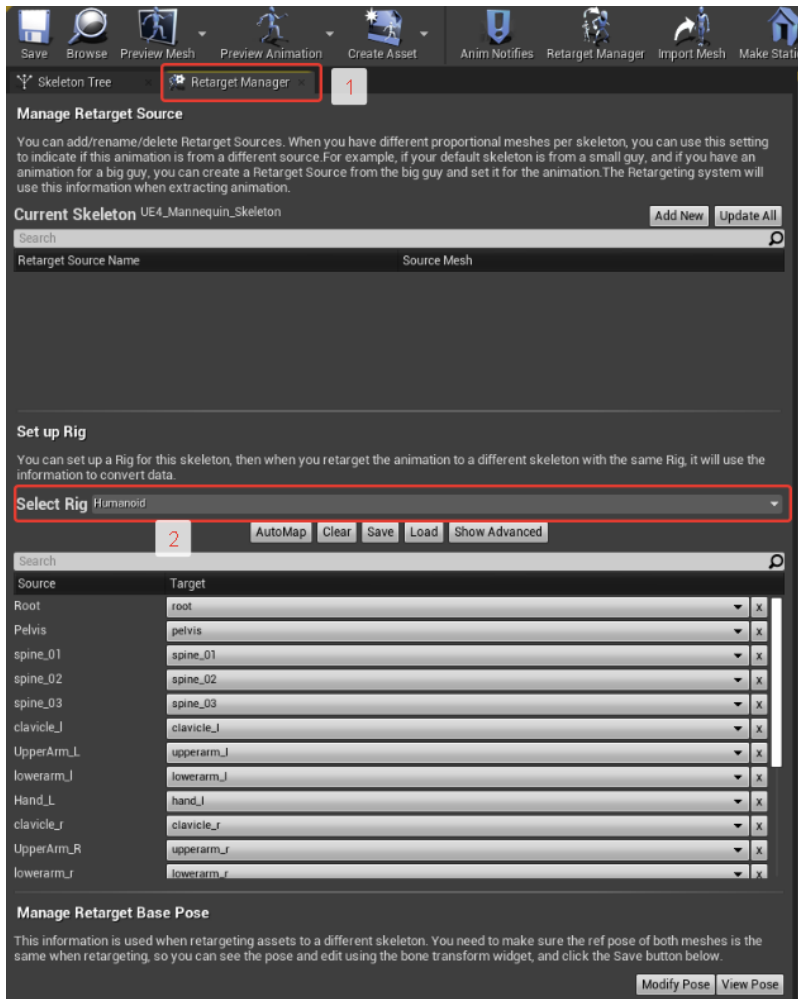 Save Browse Preview Mesh Preview Animation Create Asset Anim Notifies Retarget Manager Import Mesh Make Stati
Skeleton Tree × Retarget Manager × 1
Manage Retarget Source
You can add/rename/delete Retarget Sources. When you have different proportional meshes per skeleton, you can use this setting
to indicate if this animation is from a different source.For example, if your default skeleton is from a small guy, and if you have an
animation for a big guy, you can create a Retarget Source from the big guy and set it for the animation.The Retargeting system will
use this information when extracting animation.
Current Skeleton UE4_Mannequin_Skeleton Add New Update All
Search
Retarget Source Name Source Mesh
Set up Rig
You can set up a Rig for this skeleton, then when you retarget the animation to a different skeleton with the same Rig, it will use the
information to convert data.
Select Rig Humanoid
2 AutoMap Clear Save Load Show Advanced
Search
Source Target
Root root x
Pelvis pelvis x
spine_01 spine_01 x
spine_02 spine_02 x
spine_03 spine_03 x
clavicle_l clavicle_l x
UpperArm_L upperarm_l x
lowerarm_l lowerarm_l x
Hand_L hand_l x
clavicle_r clavicle_r x
UpperArm_R upperarm_r x
lowerarm_r lowerarm_r x
Manage Retarget Base Pose
This information is used when retargeting assets to a different skeleton. You need to make sure the ref pose of both meshes is the
same when retargeting, so you can see the pose and edit using the bone transform widget, and click the Save button below.
Modify Pose View Pose